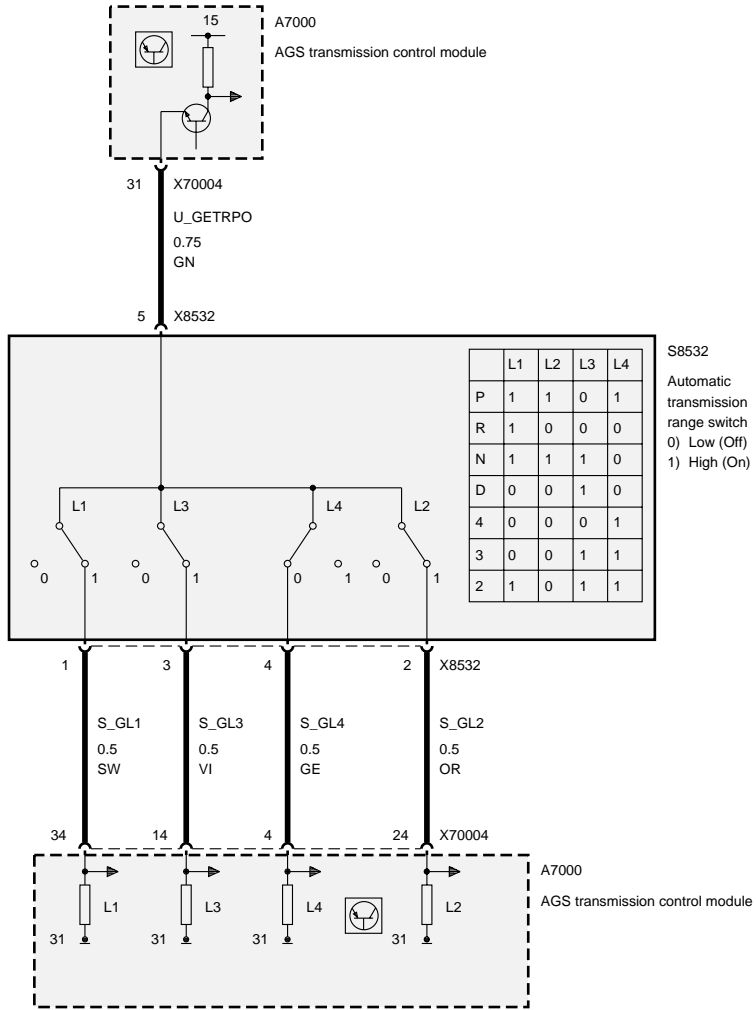 15
A7000
AGS transmission control module
31 X70004
U_GETRPO
0.75
GN
5 X8532
S8532
Automatic
transmission
range switch
0) Low (Off)
1) High (On)
L1 L2 L3 L4
P 1 1 0 1
R 1 0 0 0
N 1 1 1 0
D 0 0 1 0
4 0 0 0 1
3 0 0 1 1
2 1 0 1 1
L1 L3 L4 L2
0 1 0 1 0 1 0 1
1 3 4 2 X8532
S_GL1 S_GL3 S_GL4 S_GL2
0.5 0.5 0.5 0.5
SW VI GE OR
34 14 4 24 X70004
A7000
AGS transmission control module
L1 L3 L4 L2
31 31 31 31